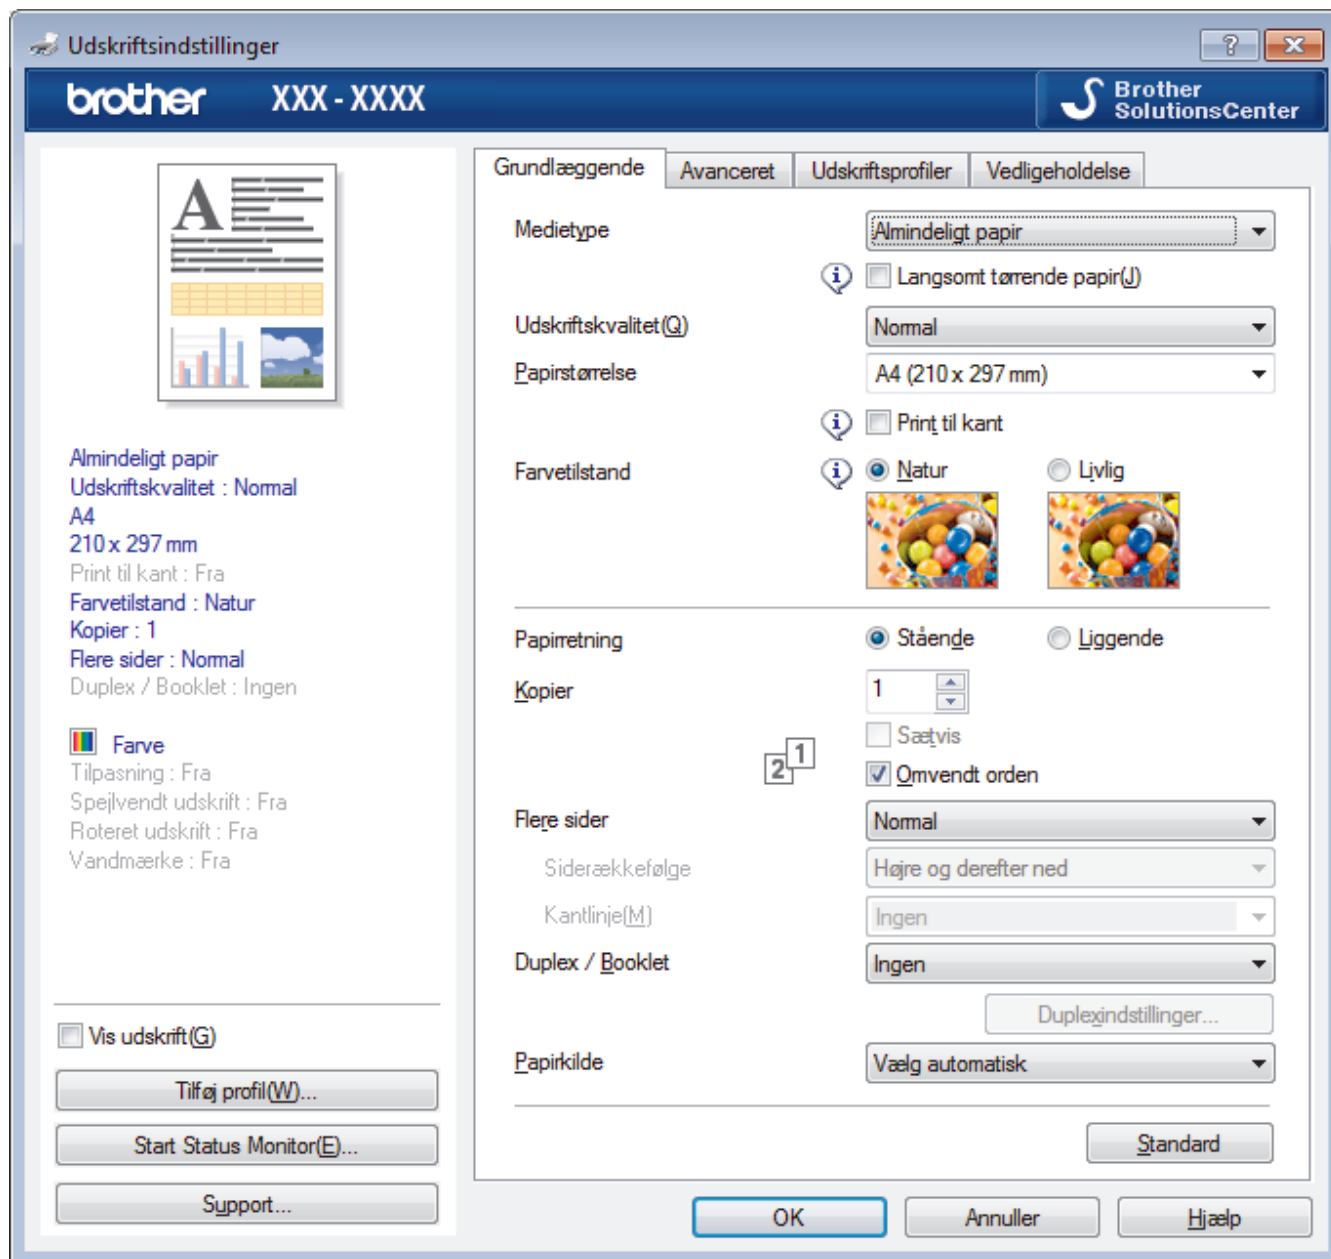 Udskriftsindstillinger
?
brother XXX - XXXX
Brother
SolutionsCenter
A
Almindeligt papir
Udskriftskvalitet : Normal
A4
210 x 297 mm
Print til kant : Fra
Farvetilstand : Natur
Kopier : 1
Flere sider : Normal
Duplex / Booklet : Ingen
Farve
Tilpasning : Fra
Spejlvendt udskrift : Fra
Roteret udskrift : Fra
Vandmærke : Fra
Vis udskrift(G)
Tilføj profil(W)...
Start Status Monitor(E)...
Support...
Grundlæggende Avanceret Udskriftsprofiler Vedligeholdelse
Medietype Almindeligt papir
Langsomt tørrende papir(J)
Udskriftskvalitet(Q) Normal
Papirstørrelse A4 (210 x 297 mm)
Print til kant
Farvetilstand Natur Livlig
Papirretning Stående Liggende
Kopier 1
Sætvis
2 1 Omvendt orden
Flere sider Normal
Siderækkefølge Højre og derefter ned
Kantlinje(M) Ingen
Duplex / Booklet Ingen
Duplexindstillinger...
Papirkilde Vælg automatisk
Standard
OK Annuller Hjælp